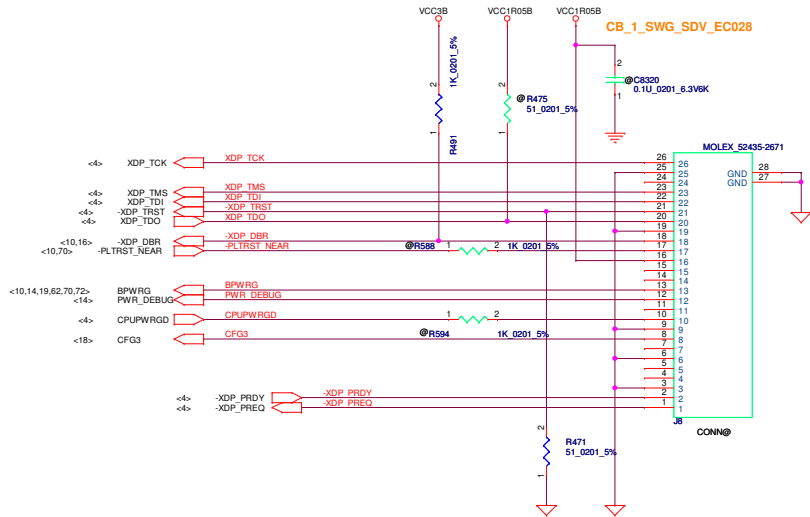 VCC3B
VCC1R05B
VCC1R05B
CB_1_SWG_SDV_EC028
2
1K_0201_5%
1
R491
2
@R475
51_0201_5%
1
2
@C8320
0.1U_0201_6.3V6K
1
MOLEX_52435-2671
<4> XDP_TCK XDP_TCK 26 26
25 25
24 24
<4> XDP_TMS XDP_TMS 23 23
<4> XDP_TDI XDP_TDI 22 22
<4> -XDP_TRST -XDP_TRST 21 21
<4> XDP_TDO XDP_TDO 20 20
19 19
<10,16> -XDP_DBR -XDP_DBR 18 18
<10,70> -PLTRST_NEAR -PLTRST_NEAR @R588 1 2 1K_0201_5% 17 17
16 16
15 15
14 14
<10,14,19,62,70,72> BPWRG BPWRG 13 13
<14> PWR_DEBUG PWR_DEBUG 12 12
11 11
<4> CPUPWRGD CPUPWRGD 1 2 10 10
9 9
<18> CFG3 CFG3 @R594 1K_0201_5% 8 8
7 7
6 6
5 5
4 4
3 3
<4> -XDP_PRDY -XDP_PRDY 2 2
<4> -XDP_PREQ -XDP_PREQ 1 1
GND 28
GND 27
J8
CONN@
2
R471
51_0201_5%
1